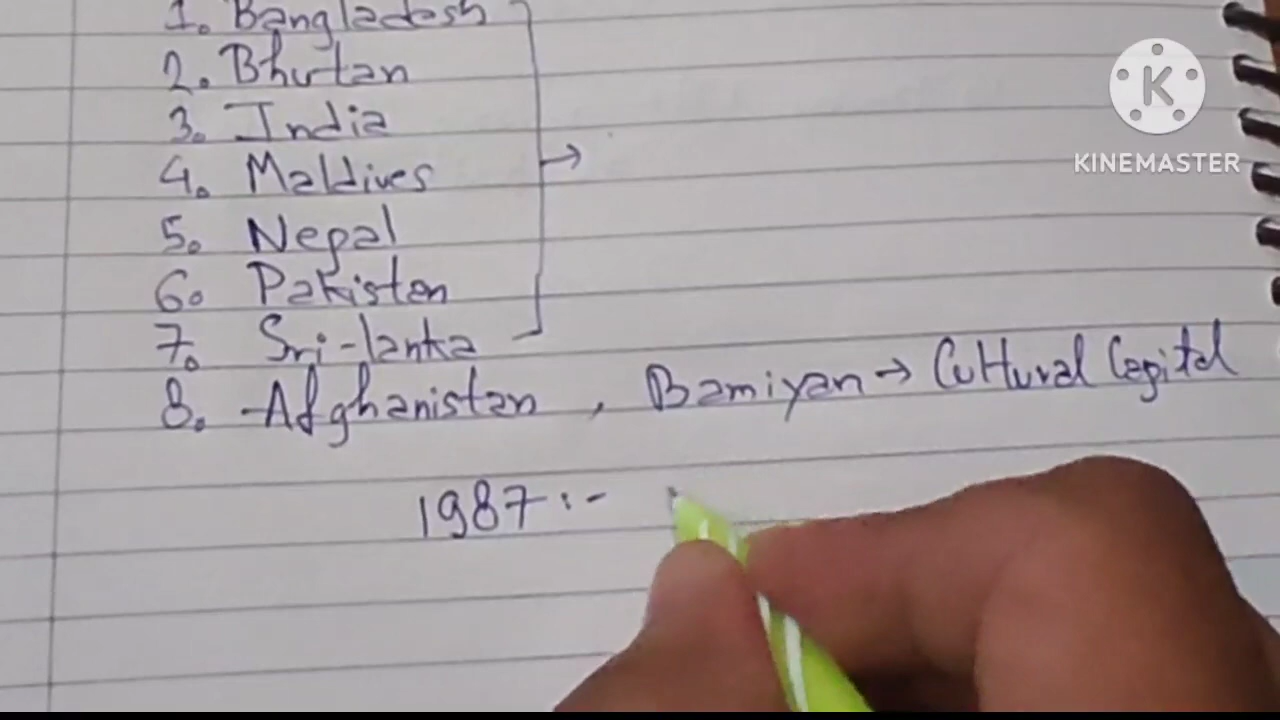 1. Bangladesh
2. Bhutan
3. India
4. Maldives
5. Nepal
6. Pakistan
7. Sri-lanka
8. Afghanistan, Bamiyan → Cultural Capital
1987 :-
K
KINEMASTER